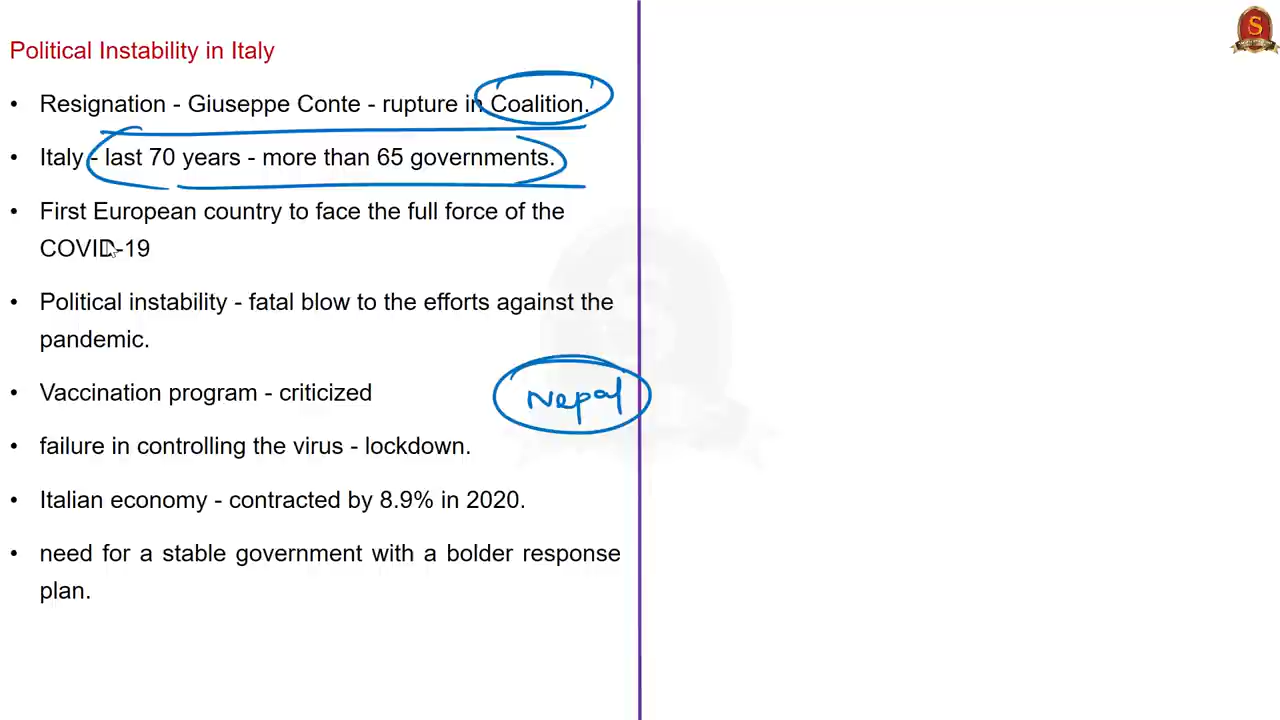 Political Instability in Italy
• Resignation - Giuseppe Conte - rupture in Coalition.
• Italy - last 70 years - more than 65 governments.
• First European country to face the full force of the
COVID-19
• Political instability - fatal blow to the efforts against the
pandemic.
• Vaccination program - criticized
Nepal
• failure in controlling the virus - lockdown.
• Italian economy - contracted by 8.9% in 2020.
• need for a stable government with a bolder response
plan.
S